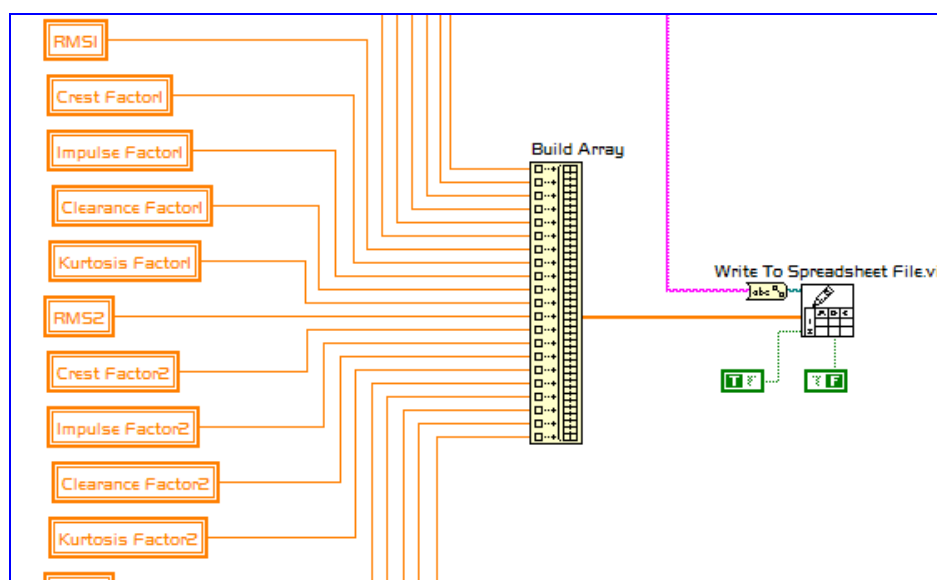 RMS1
Crest Factor1
Impulse Factor1
Build Array
Clearance Factor1
Kurtosis Factor1
Write To Spreadsheet File.v
abc
RMS2
T
F
Crest Factor2
Impulse Factor2
Clearance Factor2
Kurtosis Factor2